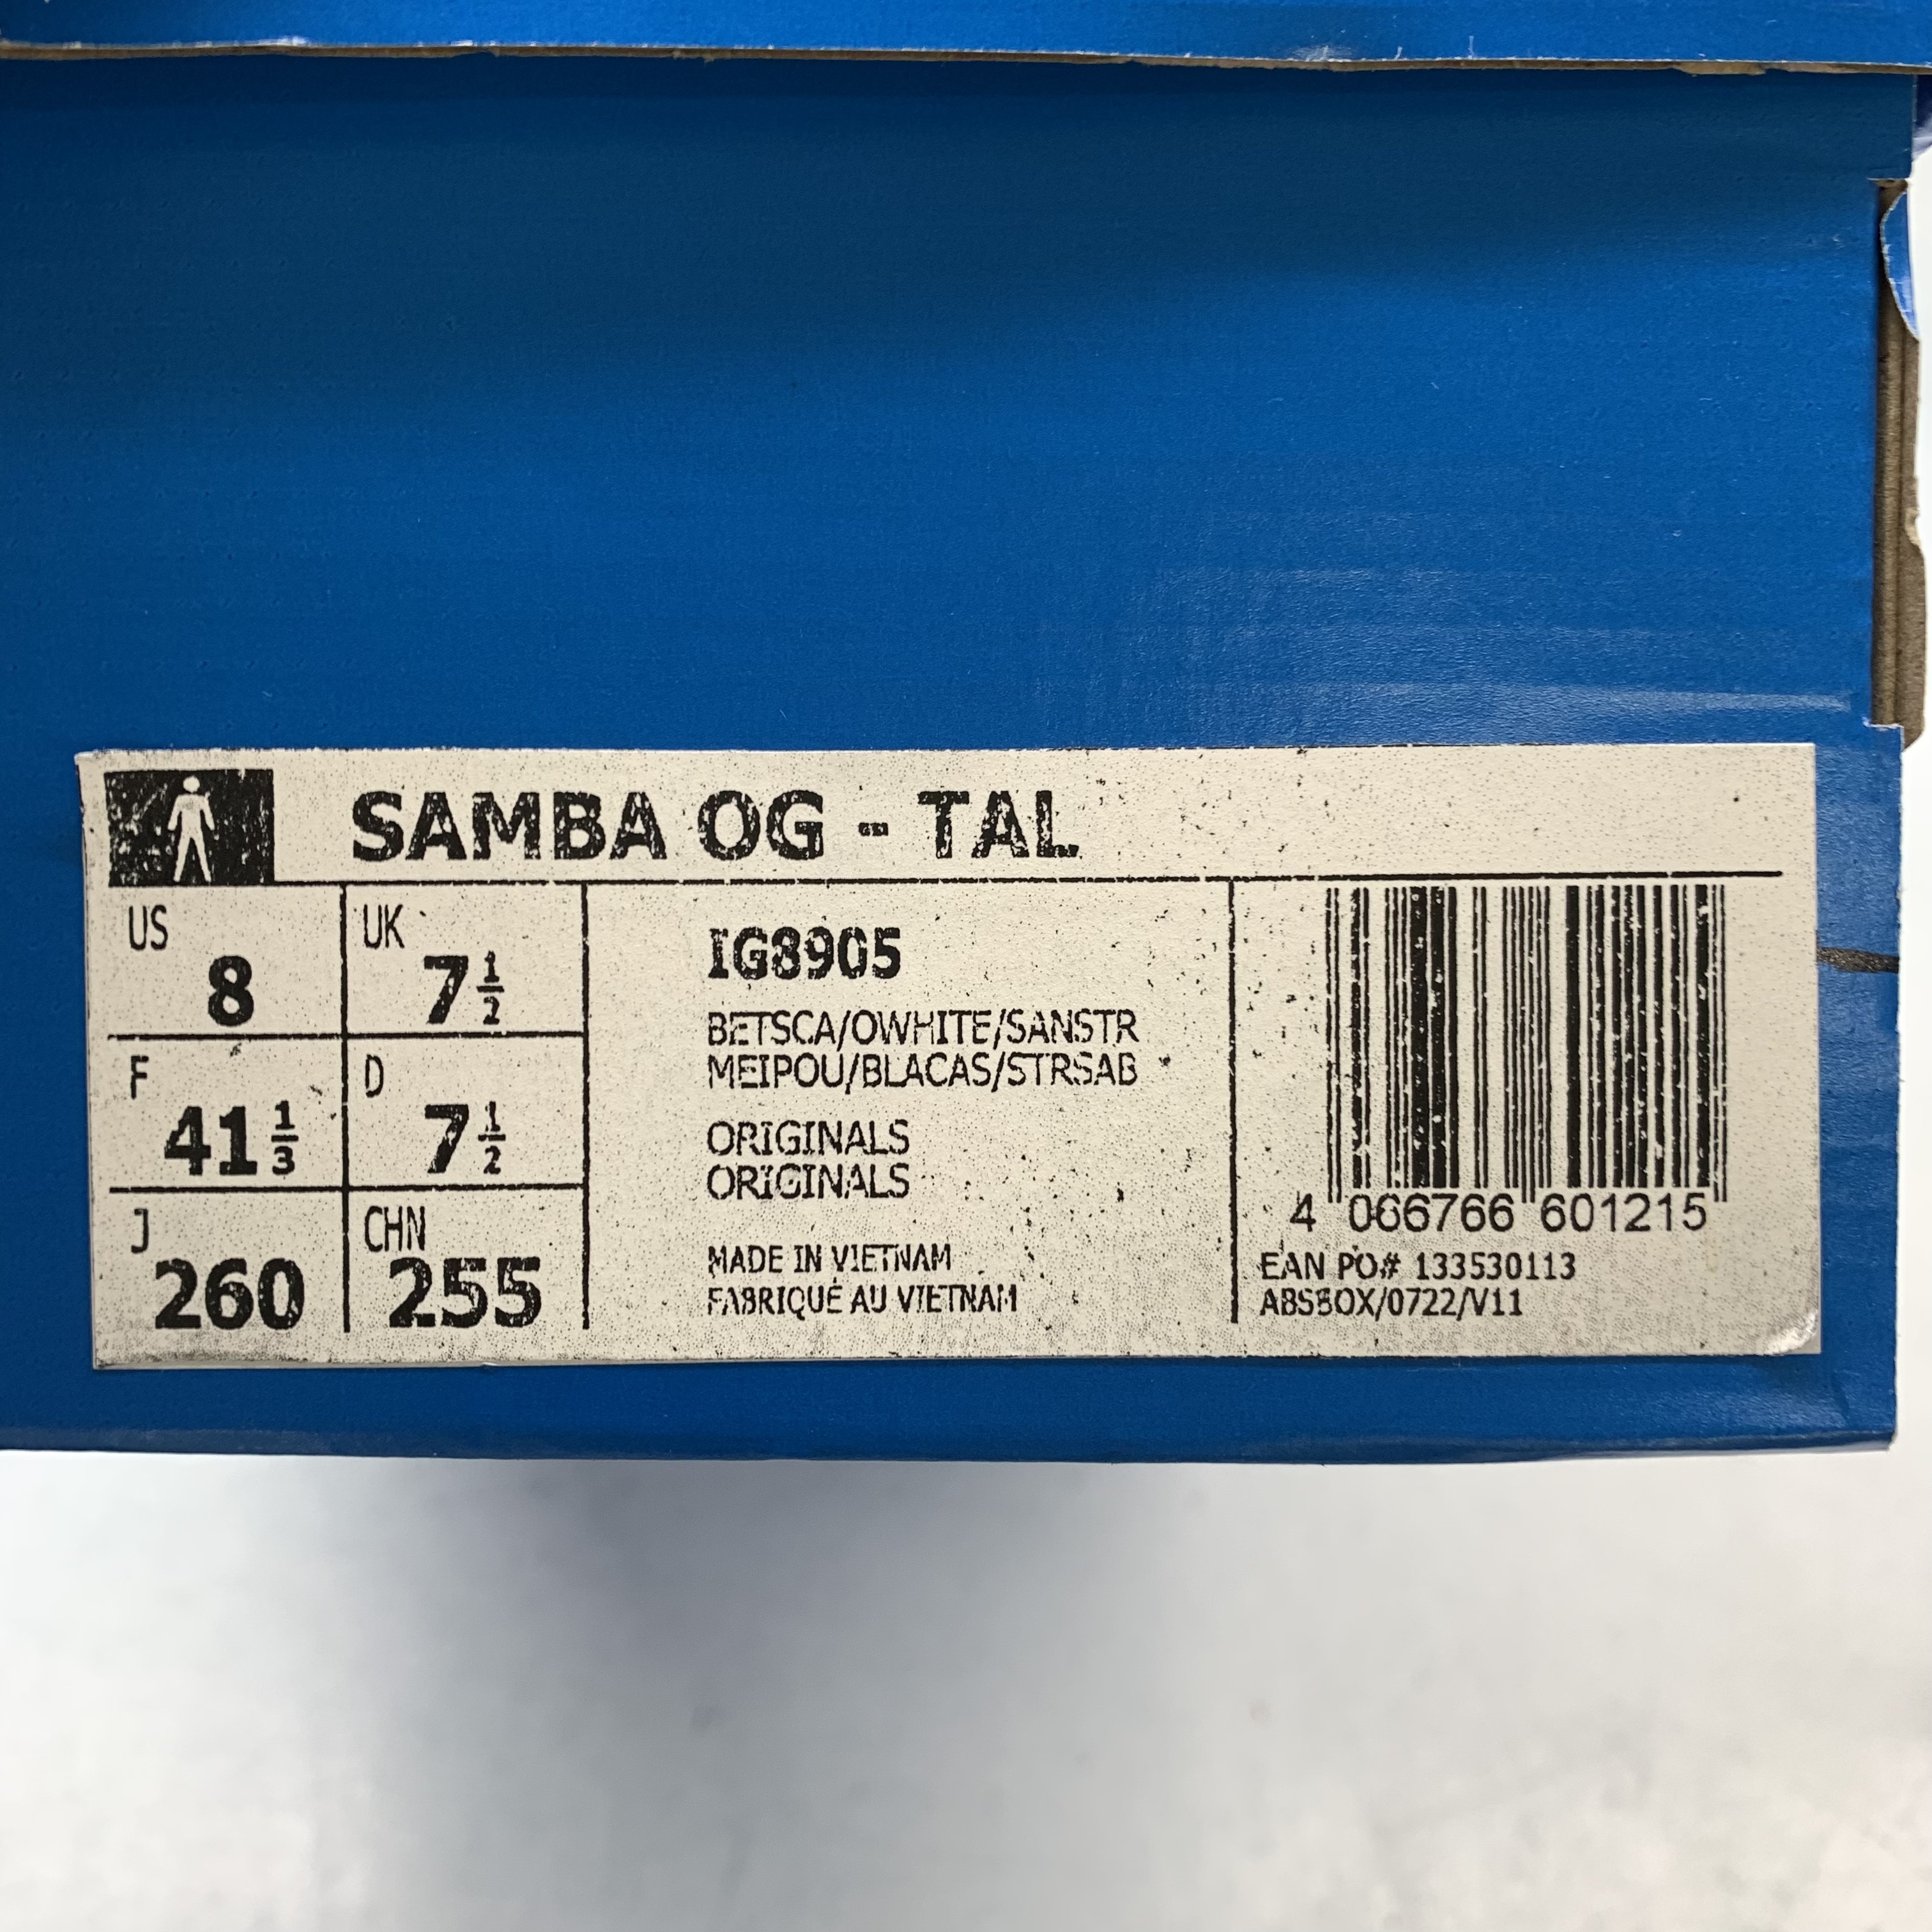 SAMBA OG - TAL
US
8
UK
7 1/2
F
41 1/3
D
7 1/2
J
260
CHN
255
IG8905
BETSCA/OWHITE/SANSTR
MEIPOU/BLACAS/STRSAB
ORIGINALS
ORIGINALS
MADE IN VIETNAM
FABRIQUÉ AU VIETNAM
4 066766 601215
EAN PO# 133530113
ABSBOX/0722/V11